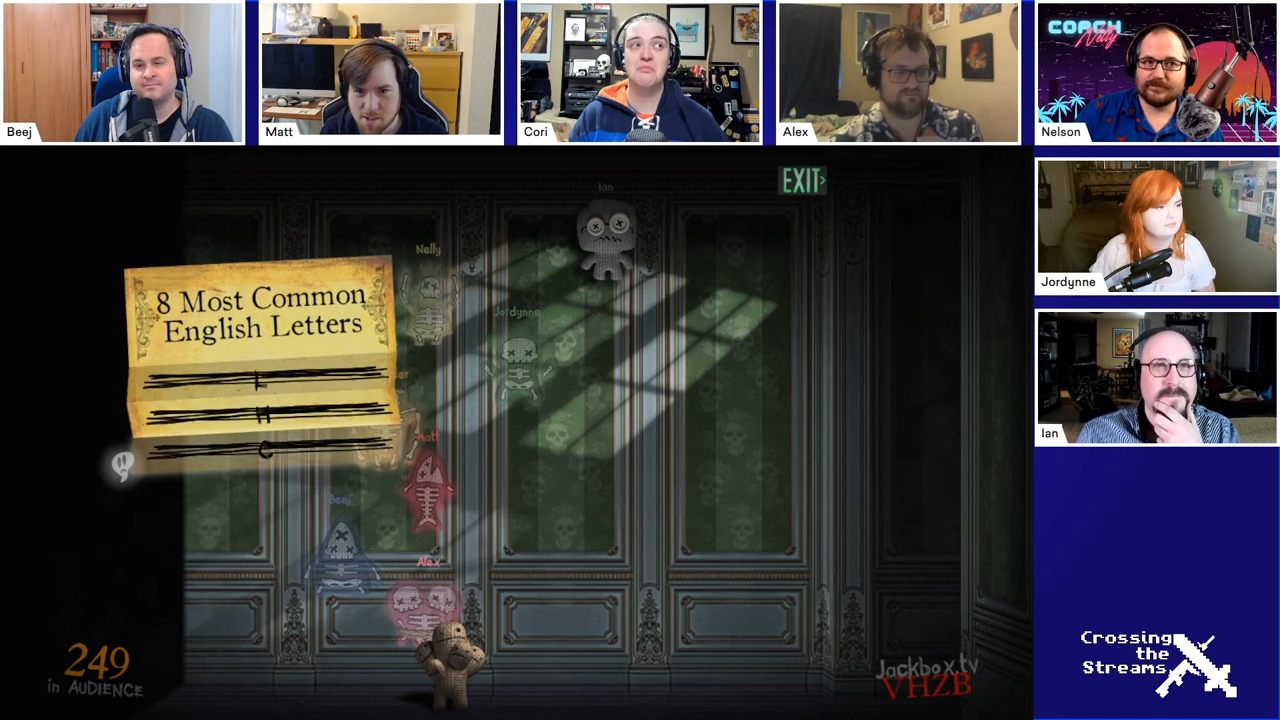 Beej
Matt
Cori
Alex
COACH
Nelly
Nelson
EXIT>
Ian
Nelly
8 Most Common
English Letters
Jordynne
Jordynne
L
H
C
Matt
Ian
Beej
Alex
249
in AUDIENCE
Jackbox.tv
VHZB
Crossing
the
Streams